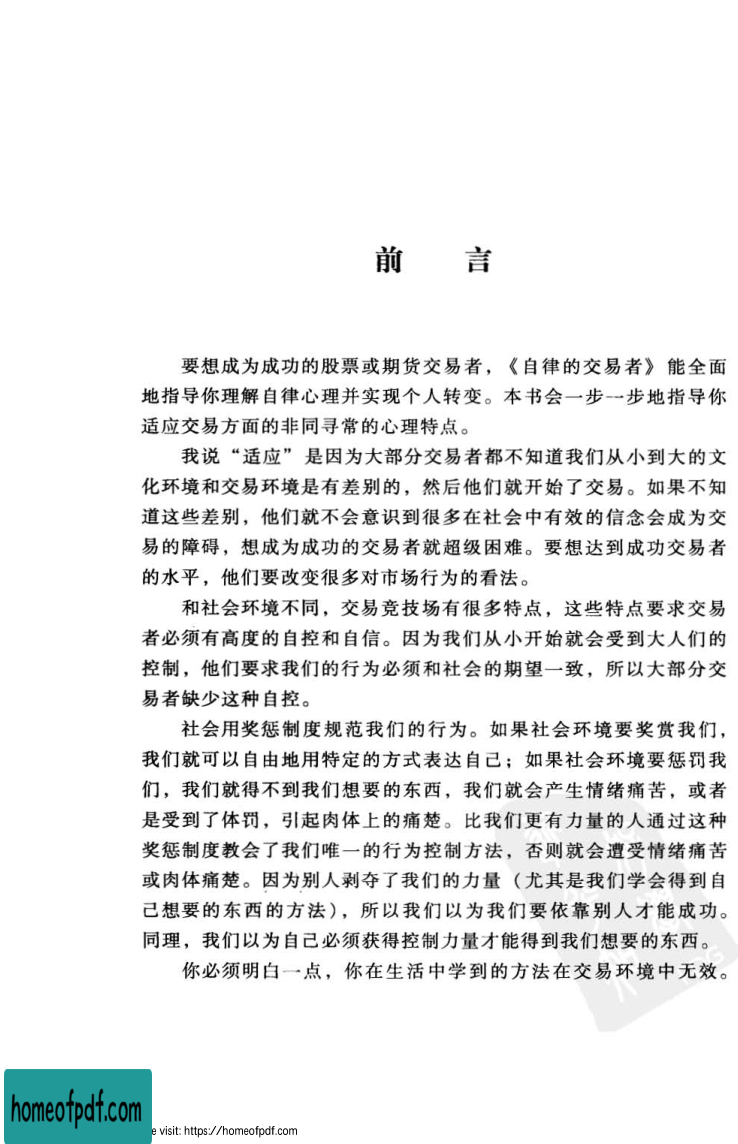 前　言
要想成为成功的股票或期货交易者，《自律的交易者》能全面
地指导你理解自律心理并实现个人转变。本书会一步一步地指导你
适应交易方面的非同寻常的心理特点。
我说“适应”是因为大部分交易者都不知道我们从小到大的文
化环境和交易环境是有差别的，然后他们就开始了交易。如果不知
道这些差别，他们就不会意识到很多在社会中有效的信念会成为交
易的障碍，想成为成功的交易者就超级困难。要想达到成功交易者
的水平，他们要改变很多对市场行为的看法。
和社会环境不同，交易竞技场有很多特点，这些特点要求交易
者必须有高度的自控和自信。因为我们从小开始就会受到大人们的
控制，他们要求我们的行为必须和社会的期望一致，所以大部分交
易者缺少这种自控。
社会用奖惩制度规范我们的行为。如果社会环境要奖赏我们，
我们就可以自由地用特定的方式表达自己；如果社会环境要惩罚我
们，我们就得不到我们想要的东西，我们就会产生情绪痛苦，或者
是受到了体罚，引起肉体上的痛楚。比我们更有力量的人通过这种
奖惩制度教会了我们唯一的行为控制方法，否则就会遭受情绪痛苦
或肉体痛楚。因为别人剥夺了我们的力量（尤其是我们学会得到自
己想要的东西的方法），所以我们以为我们要依靠别人才能成功。
同理，我们以为自己必须获得控制力量才能得到我们想要的东西。
你必须明白一点，你在生活中学到的方法在交易环境中无效。
homeofpdf.com
e visit: https://homeofpdf.com